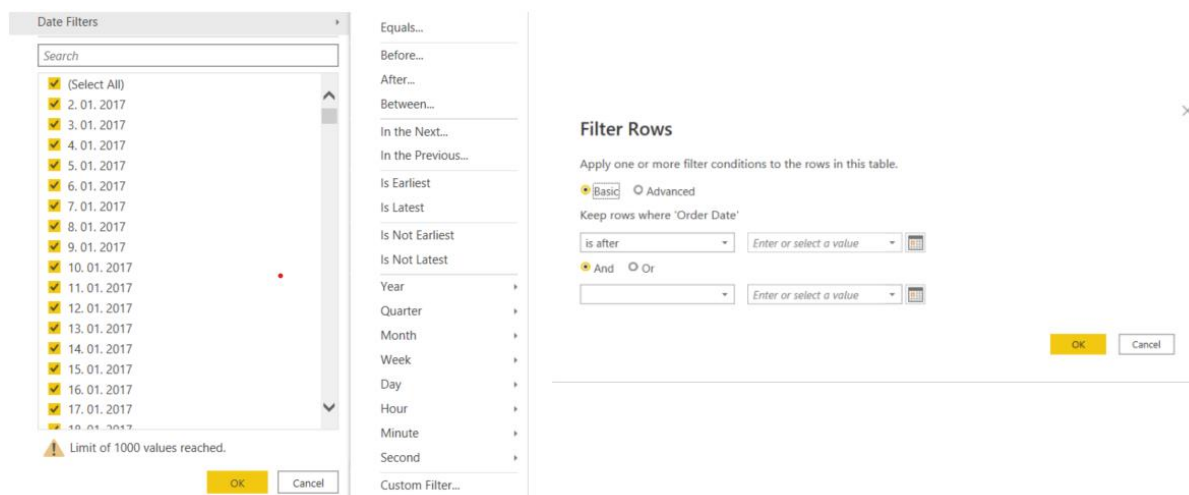 Date Filters
Search
(Select All)
2. 01. 2017
3. 01. 2017
4. 01. 2017
5. 01. 2017
6. 01. 2017
7. 01. 2017
8. 01. 2017
9. 01. 2017
10. 01. 2017
11. 01. 2017
12. 01. 2017
13. 01. 2017
14. 01. 2017
15. 01. 2017
16. 01. 2017
17. 01. 2017
18. 01. 2017
Limit of 1000 values reached.
OK Cancel
Equals...
Before...
After...
Between...
In the Next...
In the Previous...
Is Earliest
Is Latest
Is Not Earliest
Is Not Latest
Year
Quarter
Month
Week
Day
Hour
Minute
Second
Custom Filter...
Filter Rows
Apply one or more filter conditions to the rows in this table.
Basic Advanced
Keep rows where 'Order Date'
is after Enter or select a value
And Or
Enter or select a value
OK Cancel